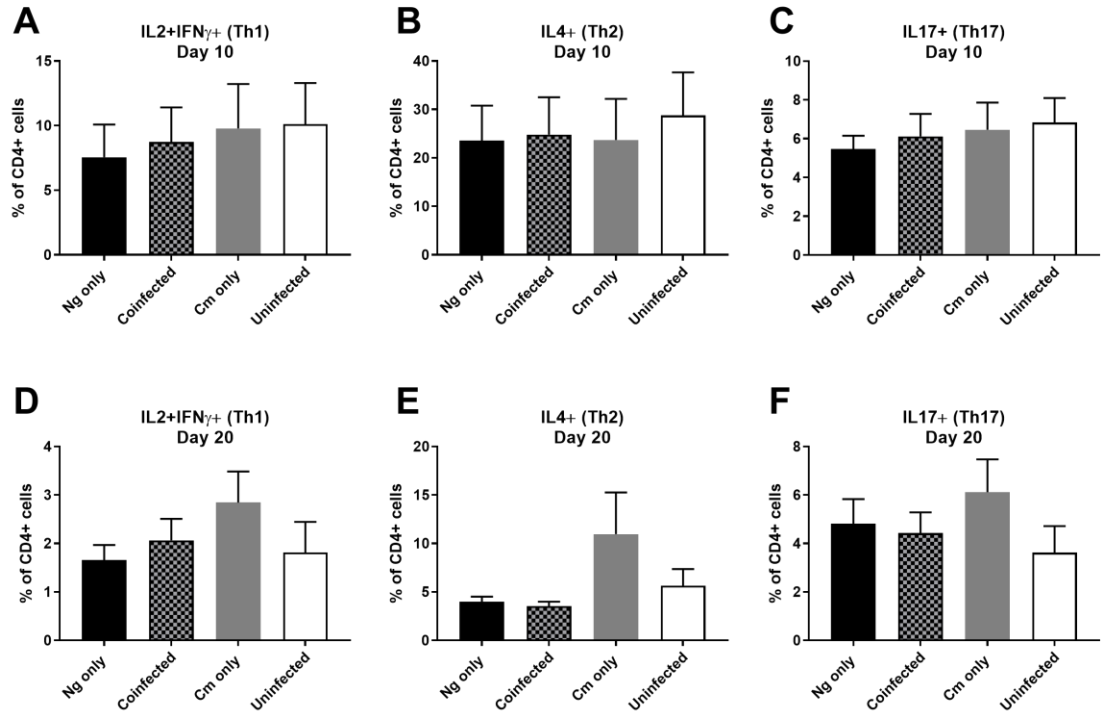 A
IL2+IFNγ+ (Th1)
Day 10
% of CD4+ cells
15
10
5
0
Ng only
Coinfected
Cm only
Uninfected
B
IL4+ (Th2)
Day 10
% of CD4+ cells
40
30
20
10
0
Ng only
Coinfected
Cm only
Uninfected
C
IL17+ (Th17)
Day 10
% of CD4+ cells
10
8
6
4
2
0
Ng only
Coinfected
Cm only
Uninfected
D
IL2+IFNγ+ (Th1)
Day 20
% of CD4+ cells
4
3
2
1
0
Ng only
Coinfected
Cm only
Uninfected
E
IL4+ (Th2)
Day 20
% of CD4+ cells
20
15
10
5
0
Ng only
Coinfected
Cm only
Uninfected
F
IL17+ (Th17)
Day 20
% of CD4+ cells
8
6
4
2
0
Ng only
Coinfected
Cm only
Uninfected